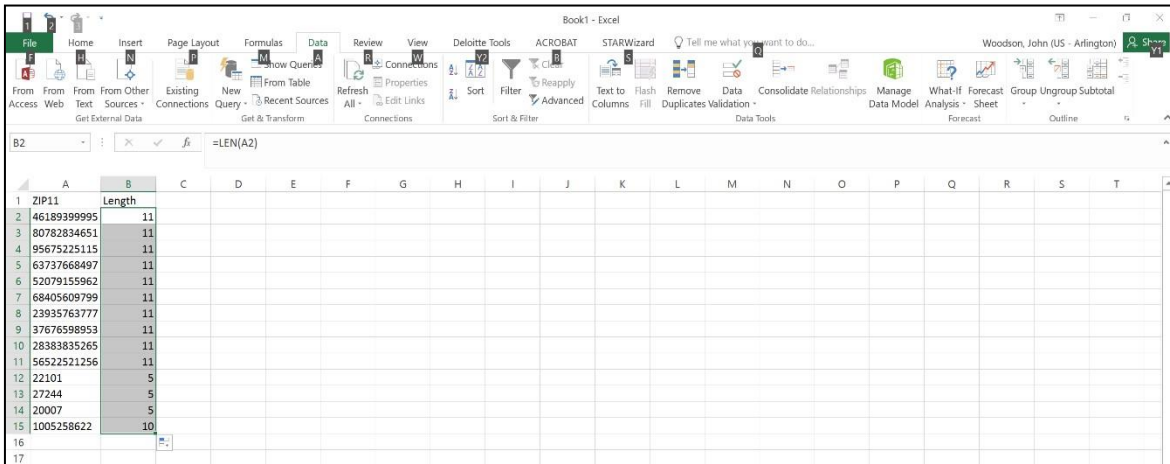 Book1 - Excel
1 2 3
File Home Insert Page Layout Formulas Data Review View Deloitte Tools ACROBAT STARWizard Tell me what you want to do... Woodson, John (US - Arlington) Share
F H N P M A R W Y2 B S Q Y1
Show Queries Connections Clear
From Table Properties Reapply
Recent Sources Edit Links Advanced
From Access From Web From Text From Other Sources Existing Connections New Query Refresh All Sort Filter Text to Columns Flash Fill Remove Duplicates Data Validation Consolidate Relationships Manage Data Model What-If Analysis Forecast Sheet Group Ungroup Subtotal
Get External Data Get & Transform Connections Sort & Filter Data Tools Forecast Outline
B2 fx =LEN(A2)
A B C D E F G H I J K L M N O P Q R S T
1 ZIP11 Length
2 46189399995 11
3 80782834651 11
4 95675225115 11
5 63737668497 11
6 52079155962 11
7 68405609799 11
8 23935763777 11
9 37676598953 11
10 28383835265 11
11 56522521256 11
12 22101 5
13 27244 5
14 20007 5
15 1005258622 10
16
17